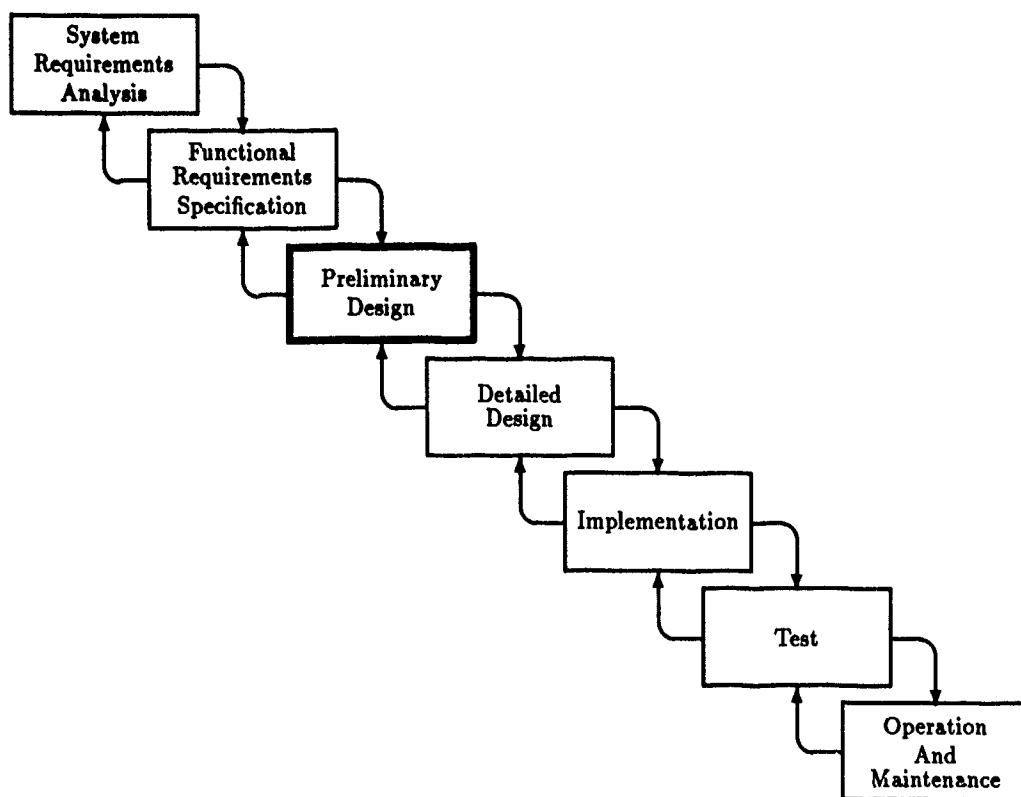 System
Requirements
Analysis
Functional
Requirements
Specification
Preliminary
Design
Detailed
Design
Implementation
Test
Operation
And
Maintenance